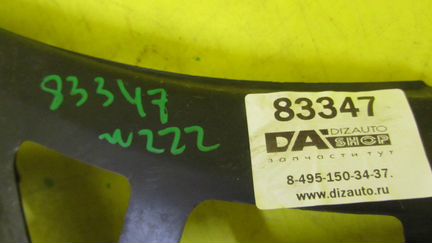 83347
w222
83347
DA DIZAUTO
SHOP
запчасти тут
8-495-150-34-37.
www.dizauto.ru